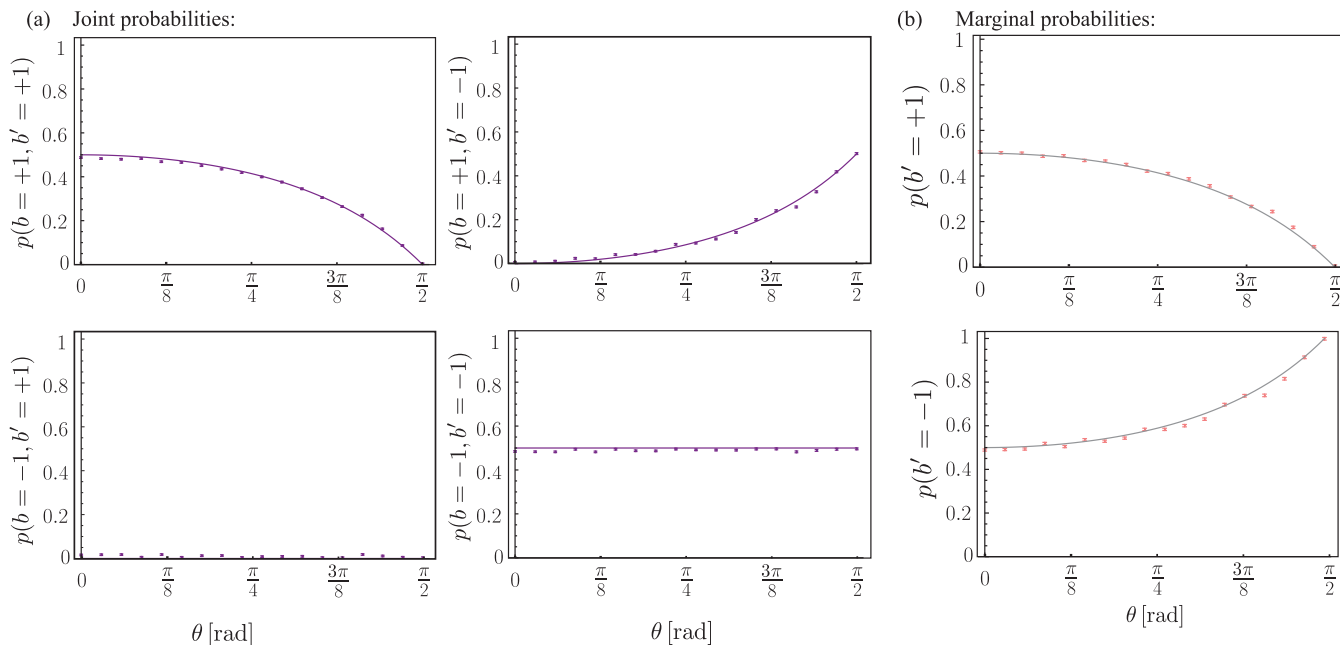 (a) Joint probabilities:
p(b = +1, b′ = +1)
1
0.8
0.6
0.4
0.2
0
0 π/8 π/4 3π/8 π/2
p(b = +1, b′ = −1)
1
0.8
0.6
0.4
0.2
0
0 π/8 π/4 3π/8 π/2
p(b = −1, b′ = +1)
1
0.8
0.6
0.4
0.2
0
0 π/8 π/4 3π/8 π/2
θ [rad]
p(b = −1, b′ = −1)
1
0.8
0.6
0.4
0.2
0
0 π/8 π/4 3π/8 π/2
θ [rad]
(b) Marginal probabilities:
p(b′ = +1)
1
0.8
0.6
0.4
0.2
0
0 π/8 π/4 3π/8 π/2
p(b′ = −1)
1
0.8
0.6
0.4
0.2
0
0 π/8 π/4 3π/8 π/2
θ [rad]